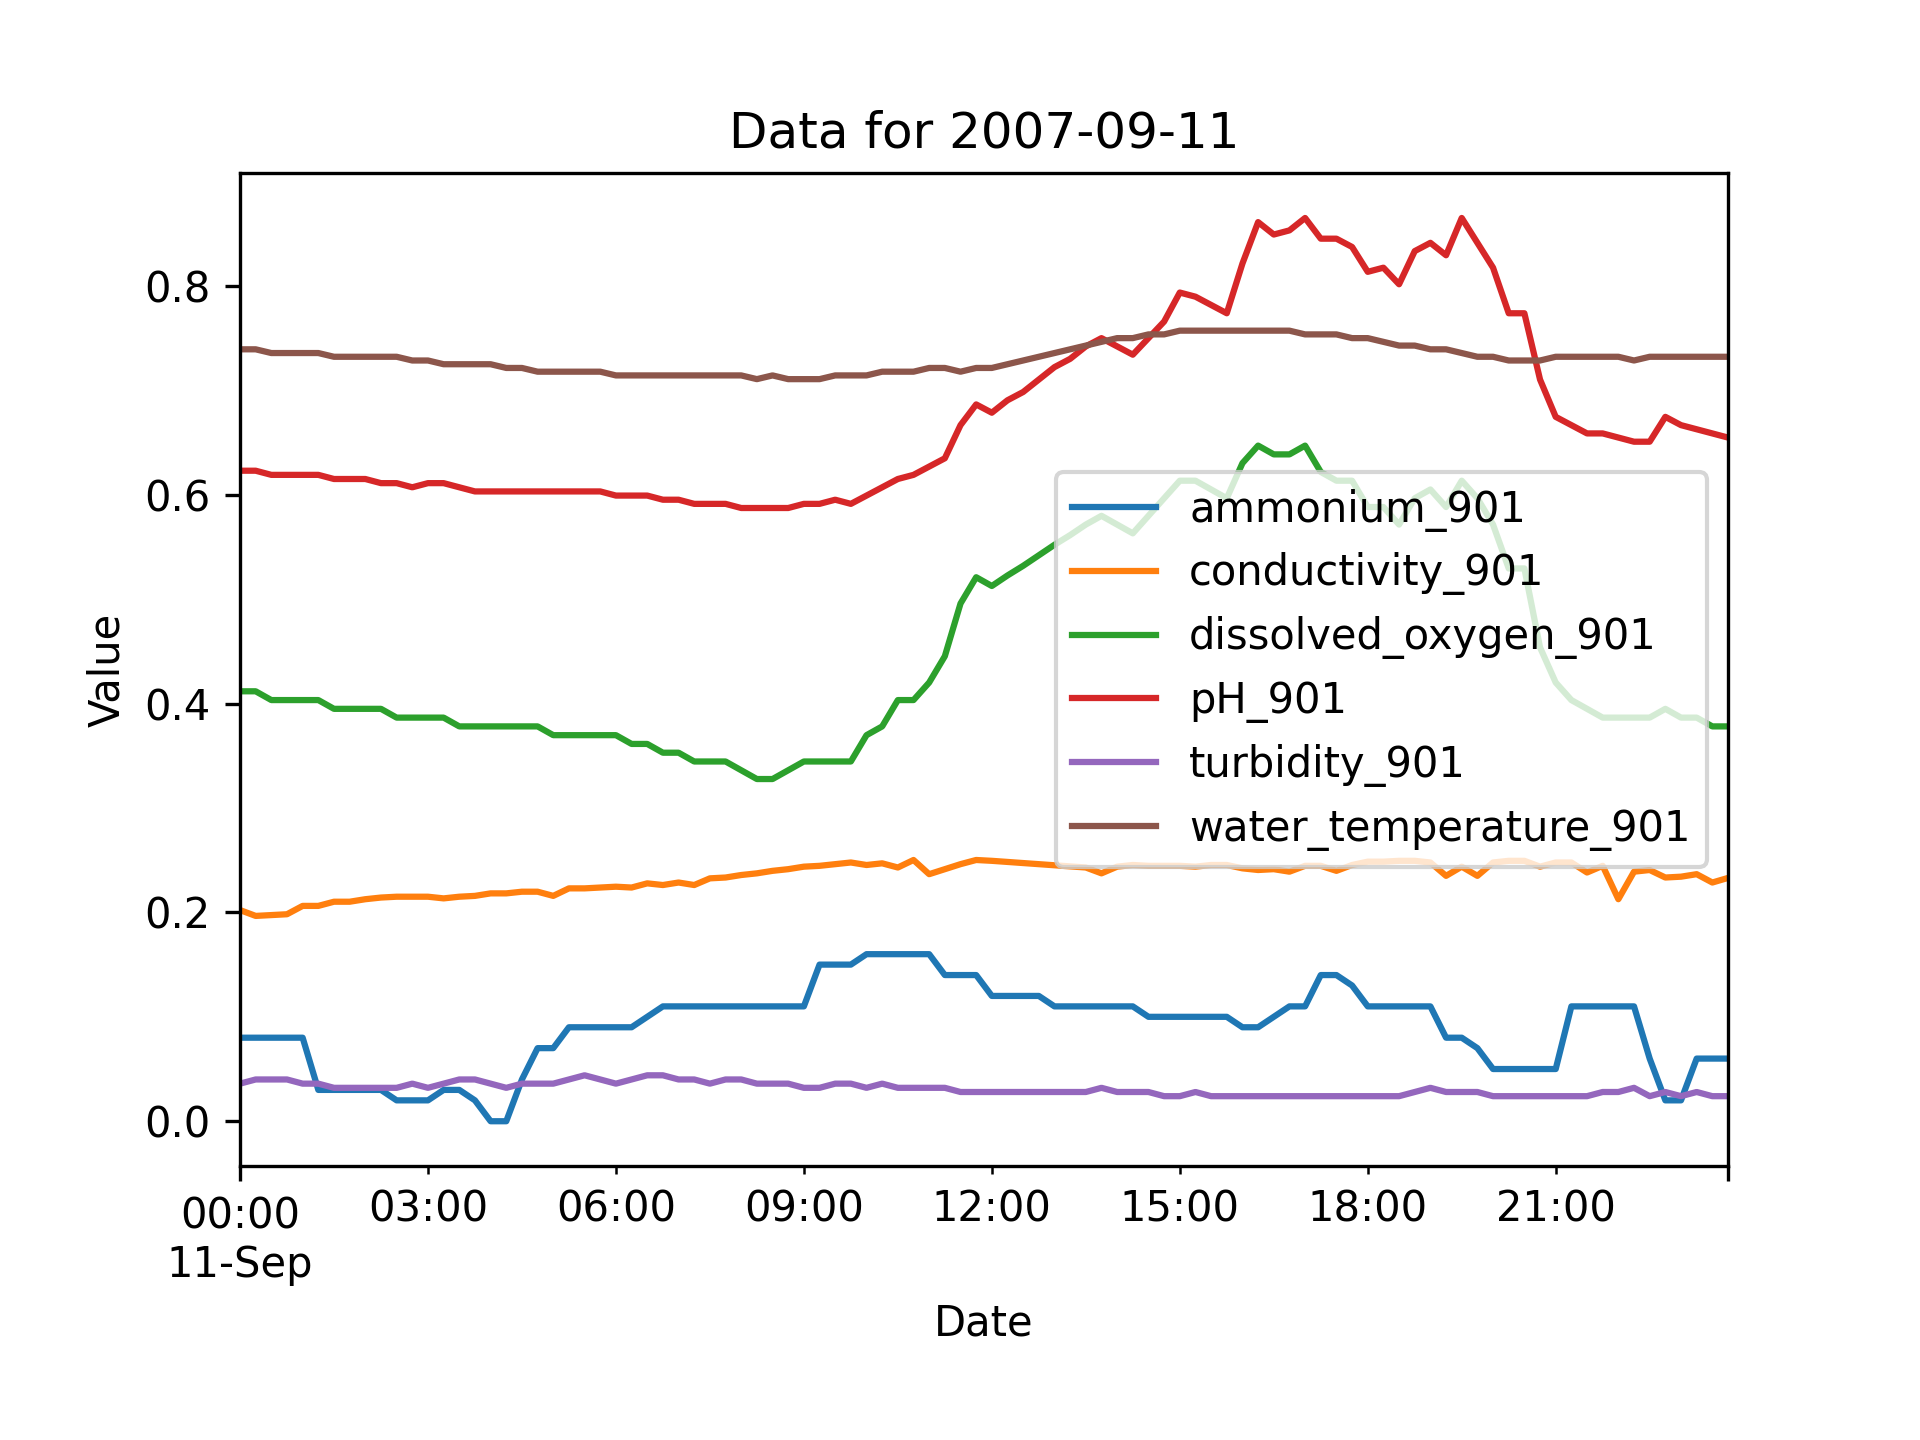 Data for 2007-09-11
Value
0.8
0.6
0.4
0.2
0.0
ammonium_901
conductivity_901
dissolved_oxygen_901
pH_901
turbidity_901
water_temperature_901
00:00 03:00 06:00 09:00 12:00 15:00 18:00 21:00
11-Sep
Date